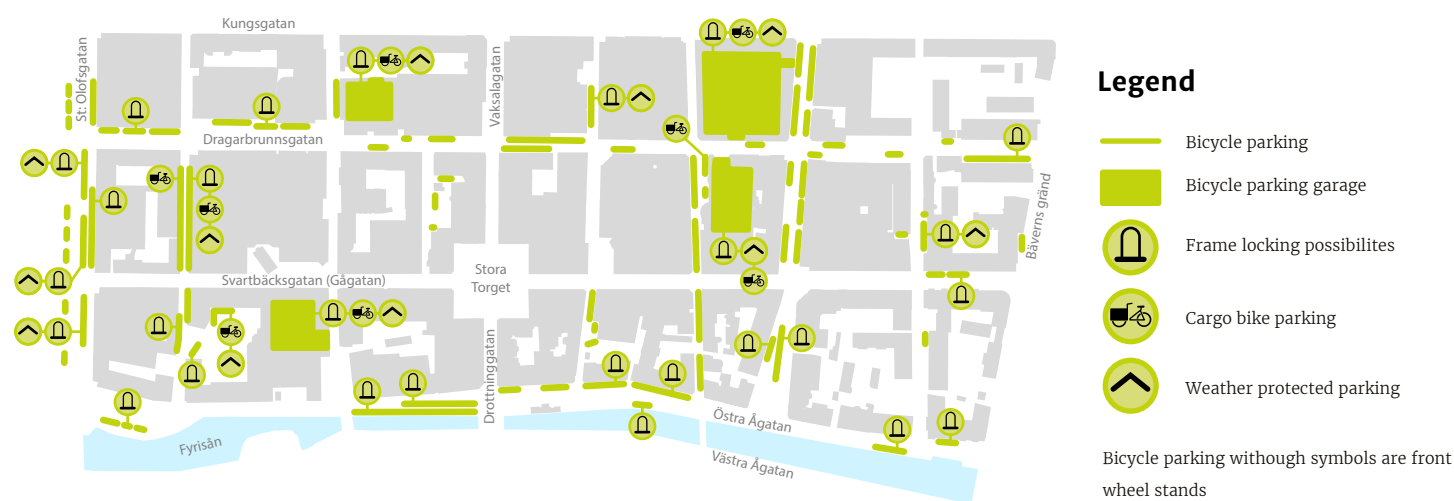 Kungsgatan
St: Olofsgatan
Vaksalagatan
Dragarbrunnsgatan
Bäverns gränd
Svartbäcksgatan (Gågatan)
Stora
Torget
Drottninggatan
Östra Ågatan
Fyrisån
Västra Ågatan
Legend
Bicycle parking
Bicycle parking garage
Frame locking possibilites
Cargo bike parking
Weather protected parking
Bicycle parking withough symbols are front
wheel stands